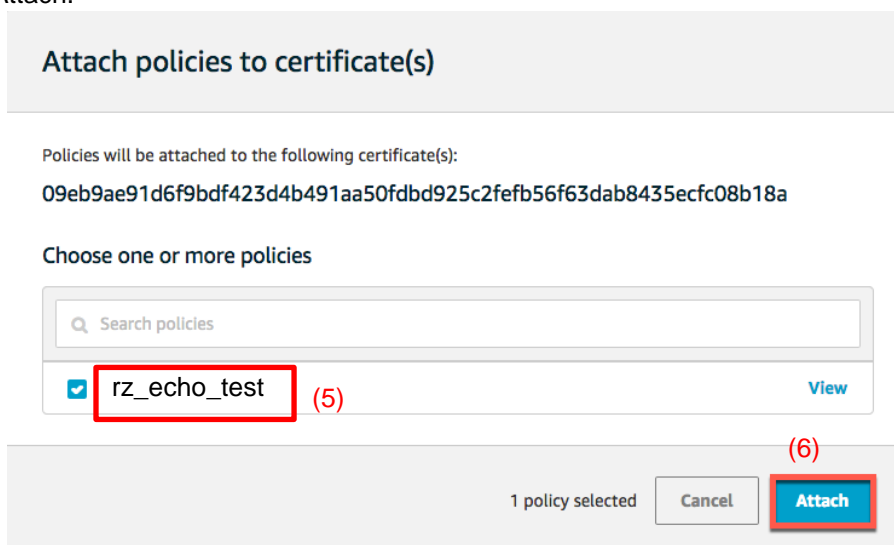 Attach.
Attach policies to certificate(s)
Policies will be attached to the following certificate(s):
09eb9ae91d6f9bdf423d4b491aa50fdbd925c2fefb56f63dab8435ecfc08b18a
Choose one or more policies
Search policies
rz_echo_test (5) View
(6)
1 policy selected Cancel Attach